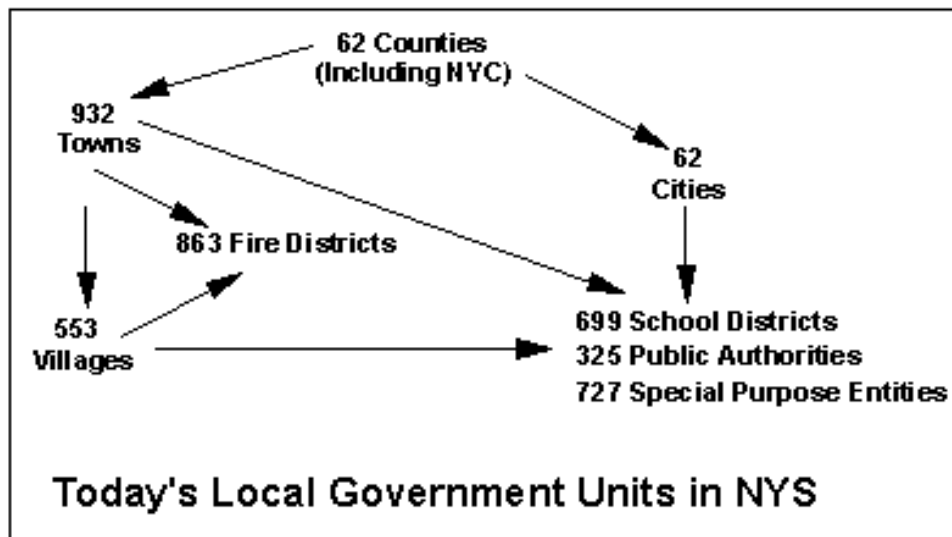 62 Counties
(Including NYC)
932
Towns
62
Cities
863 Fire Districts
553
Villages
699 School Districts
325 Public Authorities
727 Special Purpose Entities
Today's Local Government Units in NYS